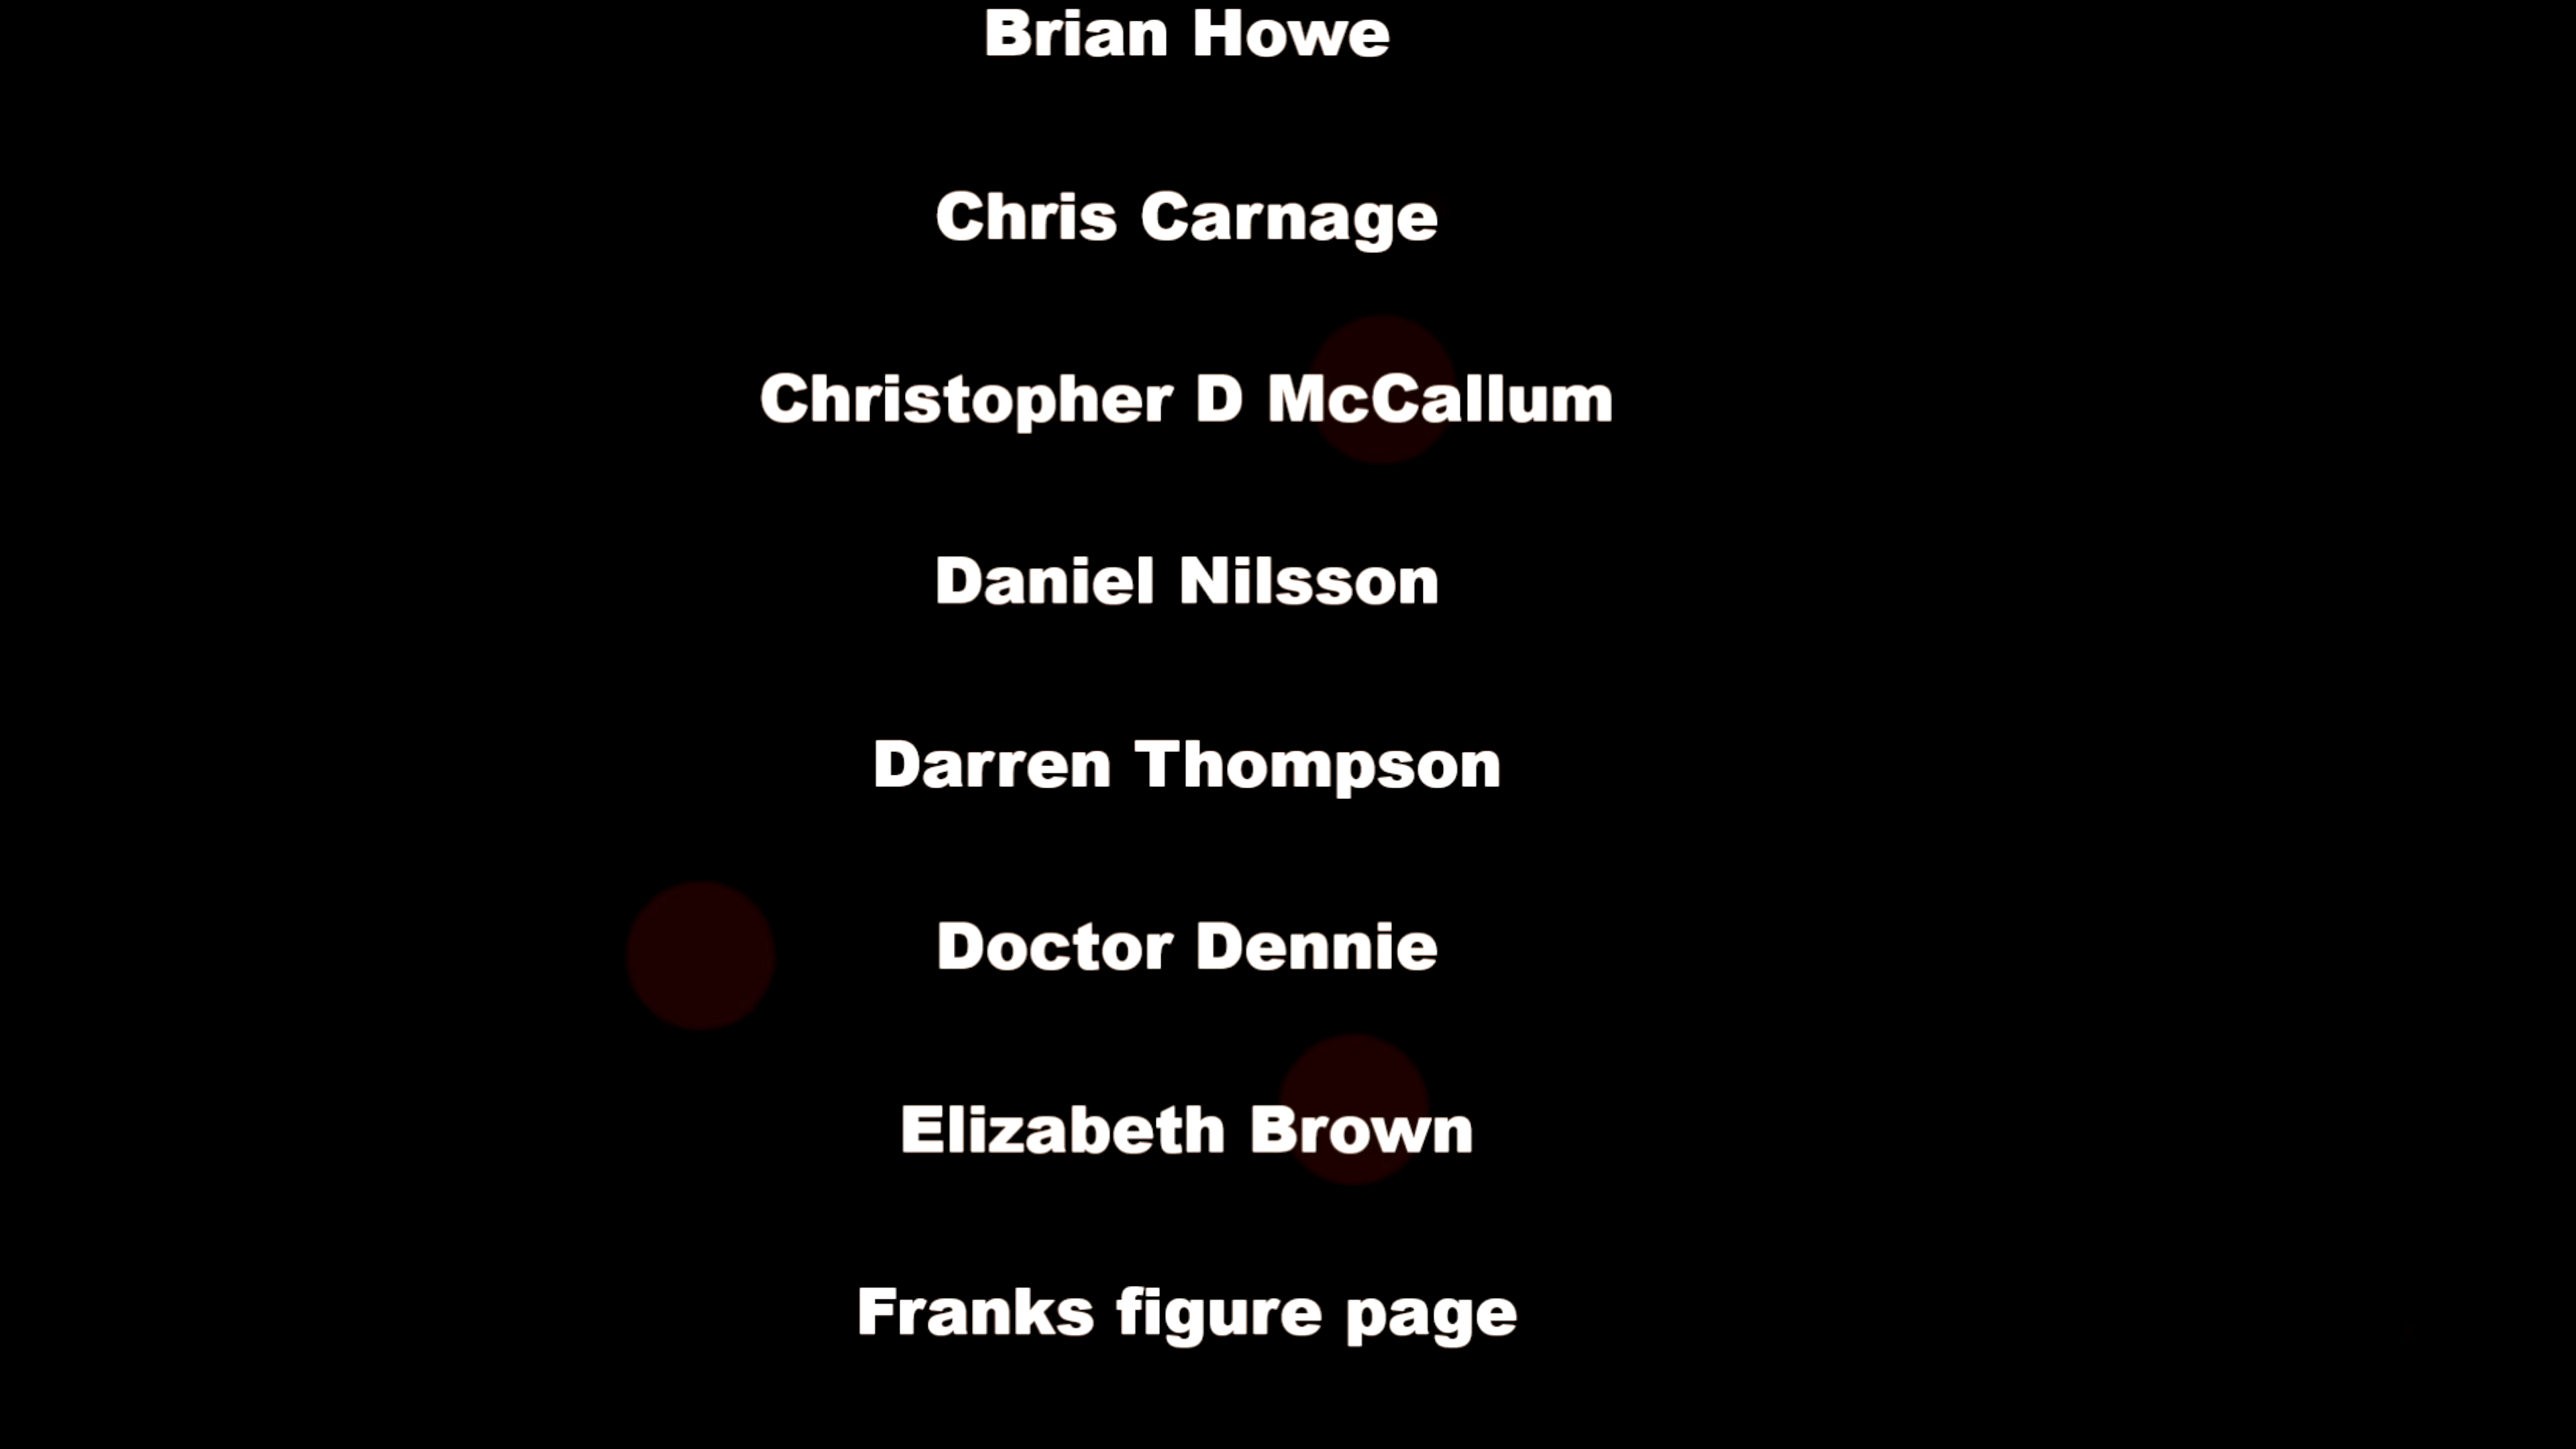 Brian Howe
Chris Carnage
Christopher D McCallum
Daniel Nilsson
Darren Thompson
Doctor Dennie
Elizabeth Brown
Franks figure page